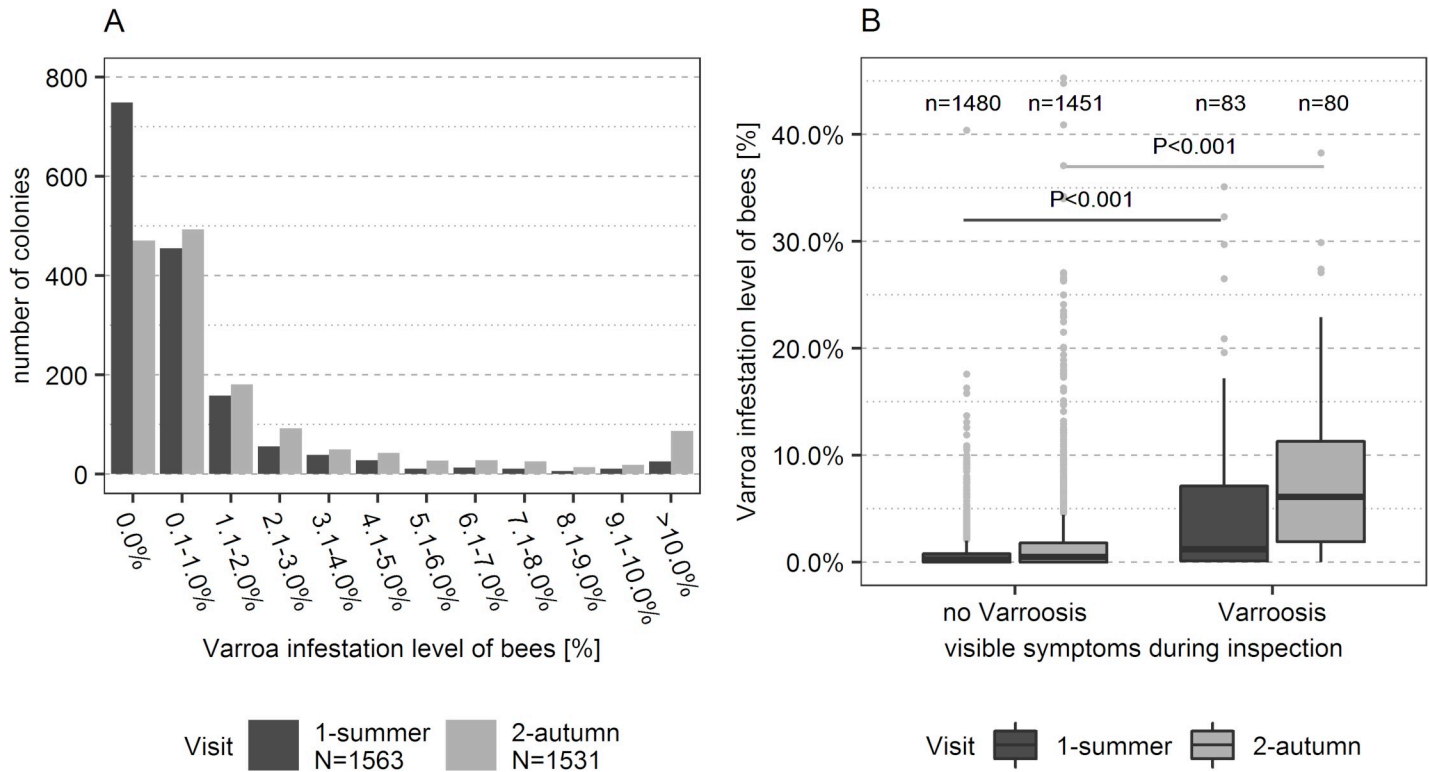 A
number of colonies
800
600
400
200
0
0.0%
0.1-1.0%
1.1-2.0%
2.1-3.0%
3.1-4.0%
4.1-5.0%
5.1-6.0%
6.1-7.0%
7.1-8.0%
8.1-9.0%
9.1-10.0%
>10.0%
Varroa infestation level of bees [%]
Visit
1-summer
N=1563
2-autumn
N=1531
B
Varroa infestation level of bees [%]
40.0%
30.0%
20.0%
10.0%
0.0%
n=1480 n=1451 n=83 n=80
P<0.001
P<0.001
no Varroosis Varroosis
visible symptoms during inspection
Visit 1-summer 2-autumn